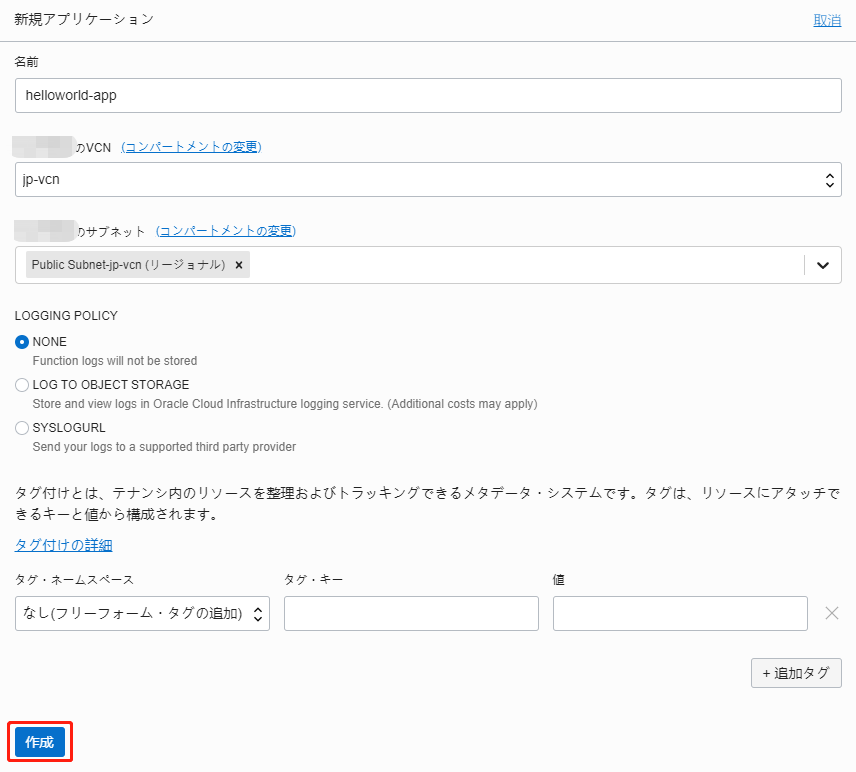 新規アプリケーション 取消
名前
helloworld-app
のVCN (コンパートメントの変更)
jp-vcn
のサブネット (コンパートメントの変更)
Public Subnet-jp-vcn (リージョナル) ×
LOGGING POLICY
NONE
Function logs will not be stored
LOG TO OBJECT STORAGE
Store and view logs in Oracle Cloud Infrastructure logging service. (Additional costs may apply)
SYSLOGURL
Send your logs to a supported third party provider
タグ付けとは、テナンシ内のリソースを整理およびトラッキングできるメタデータ・システムです。タグは、リソースにアタッチで
きるキーと値から構成されます。
タグ付けの詳細
タグ・ネームスペース タグ・キー 値
なし(フリーフォーム・タグの追加)
+ 追加タグ
作成